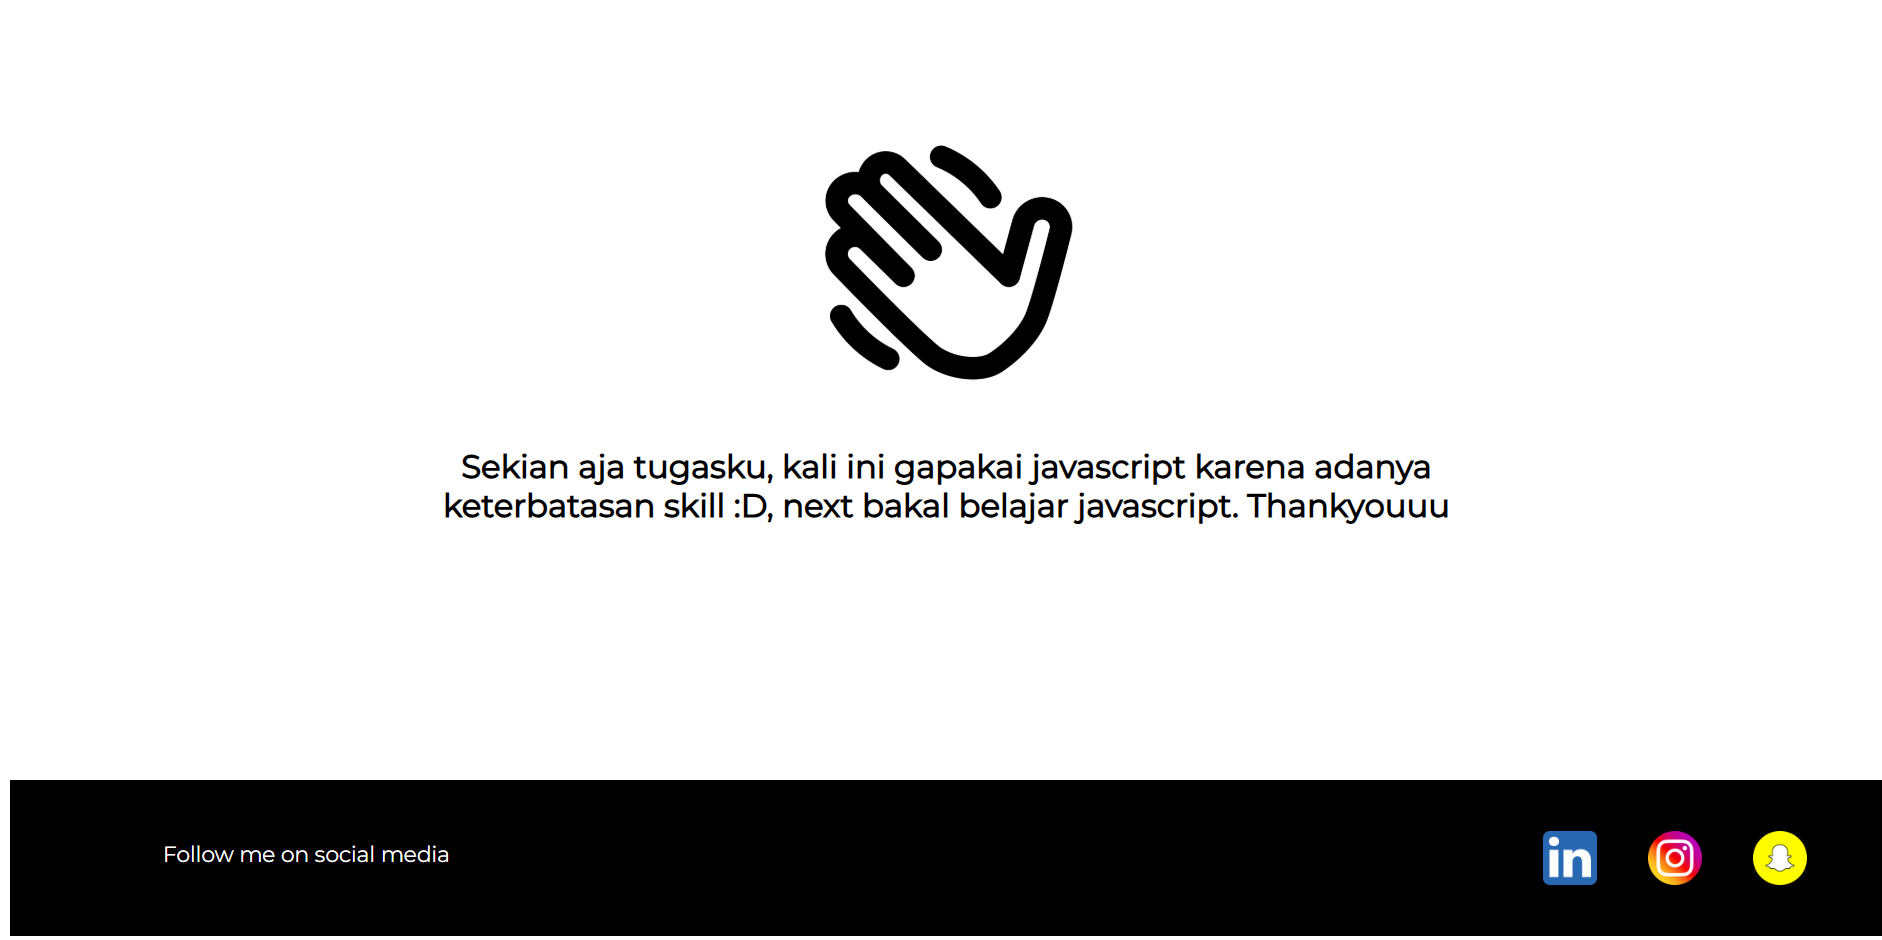 Sekian aja tugasku, kali ini gapakai javascript karena adanya
keterbatasan skill :D, next bakal belajar javascript. Thankyouuu
Follow me on social media
in